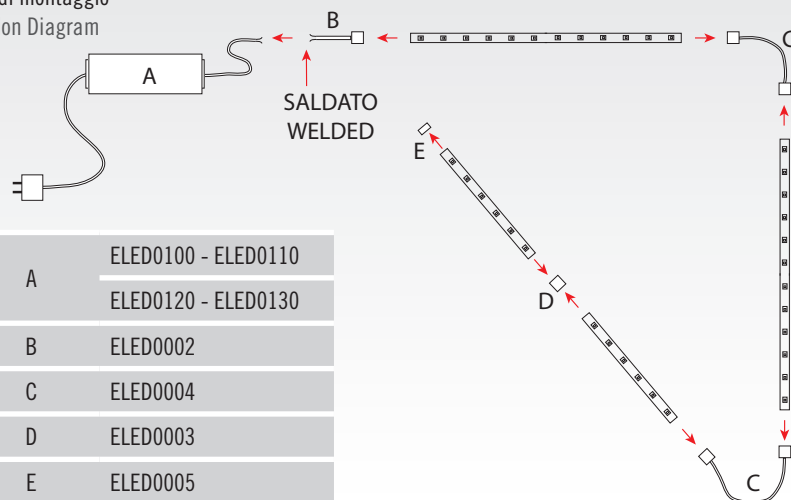 di montaggio
on Diagram
B
A
C
SALDATO
WELDED
E
D
C
A ELED0100 - ELED0110
ELED0120 - ELED0130
B ELED0002
C ELED0004
D ELED0003
E ELED0005